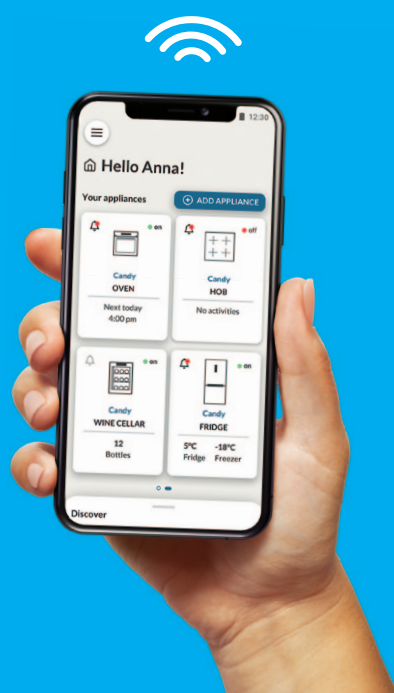 12:30
Hello Anna!
Your appliances
ADD APPLIANCE
on
Candy
OVEN
Next today
4:00 pm
off
Candy
HOB
No activities
on
Candy
WINE CELLAR
12
Bottles
on
Candy
FRIDGE
5°C -18°C
Fridge Freezer
Discover